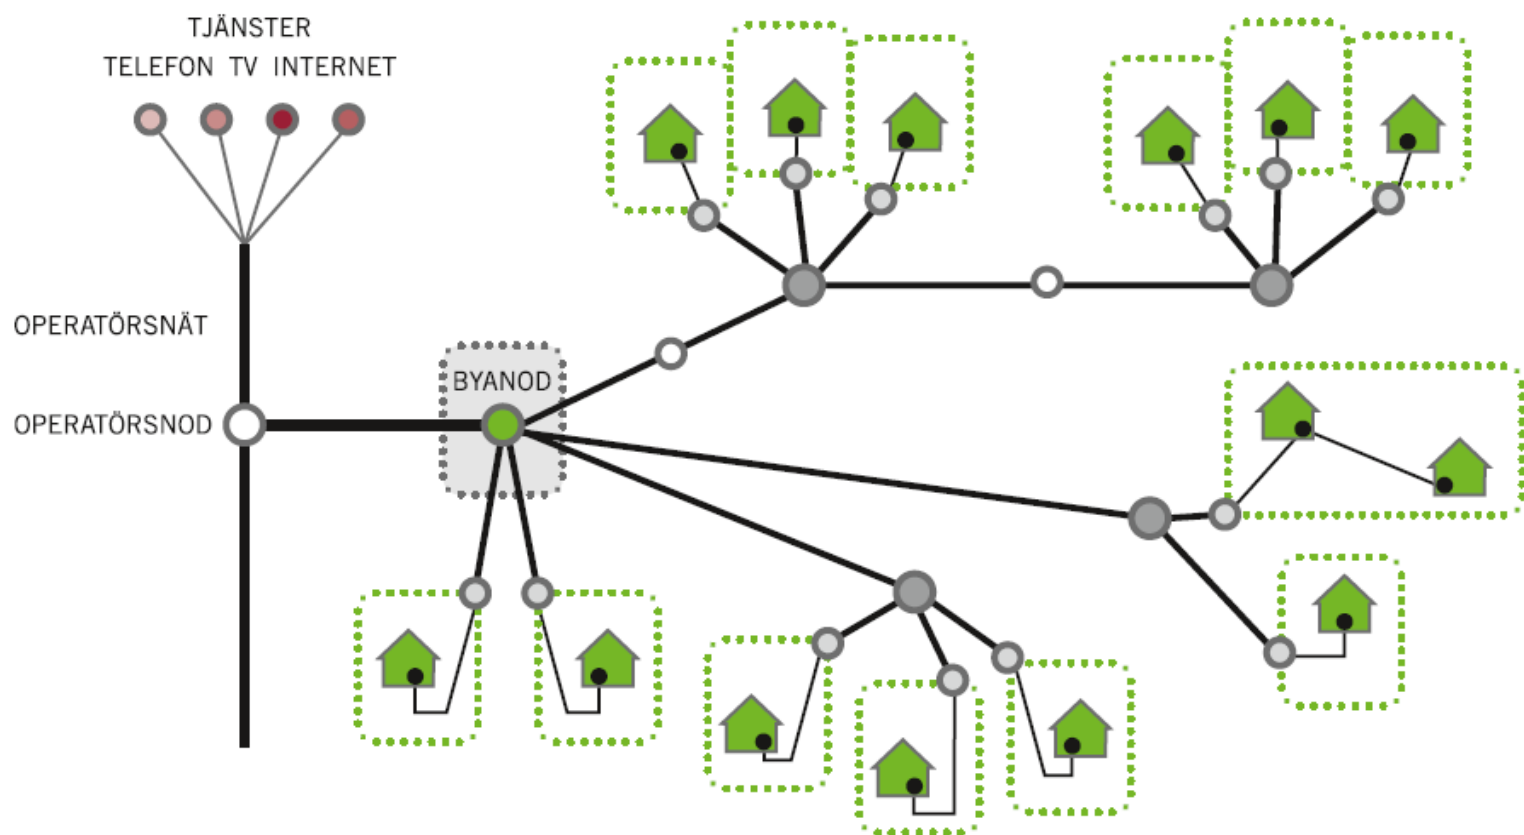 TJÄNSTER
TELEFON TV INTERNET
OPERATÖRSNÄT
BYANOD
OPERATÖRSNOD